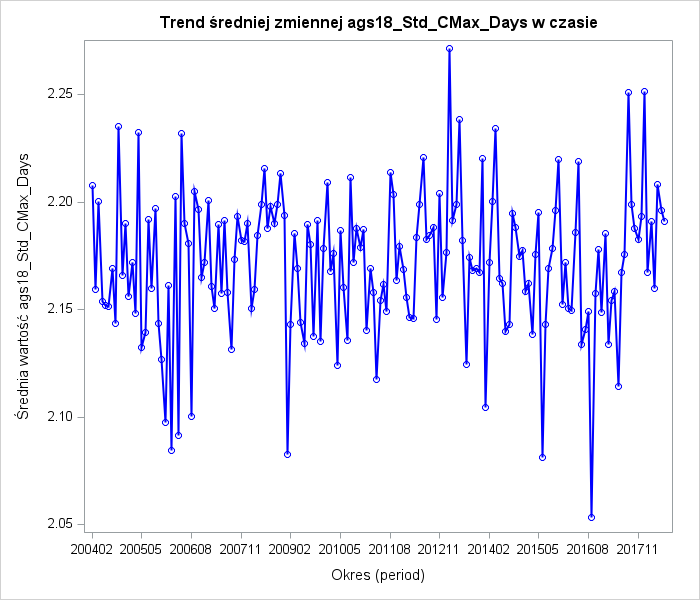 Trend średniej zmiennej ags18_Std_CMax_Days w czasie
Średnia wartość ags18_Std_CMax_Days
2.25
2.20
2.15
2.10
2.05
200402 200505 200608 200711 200902 201005 201108 201211 201402 201505 201608 201711
Okres (period)